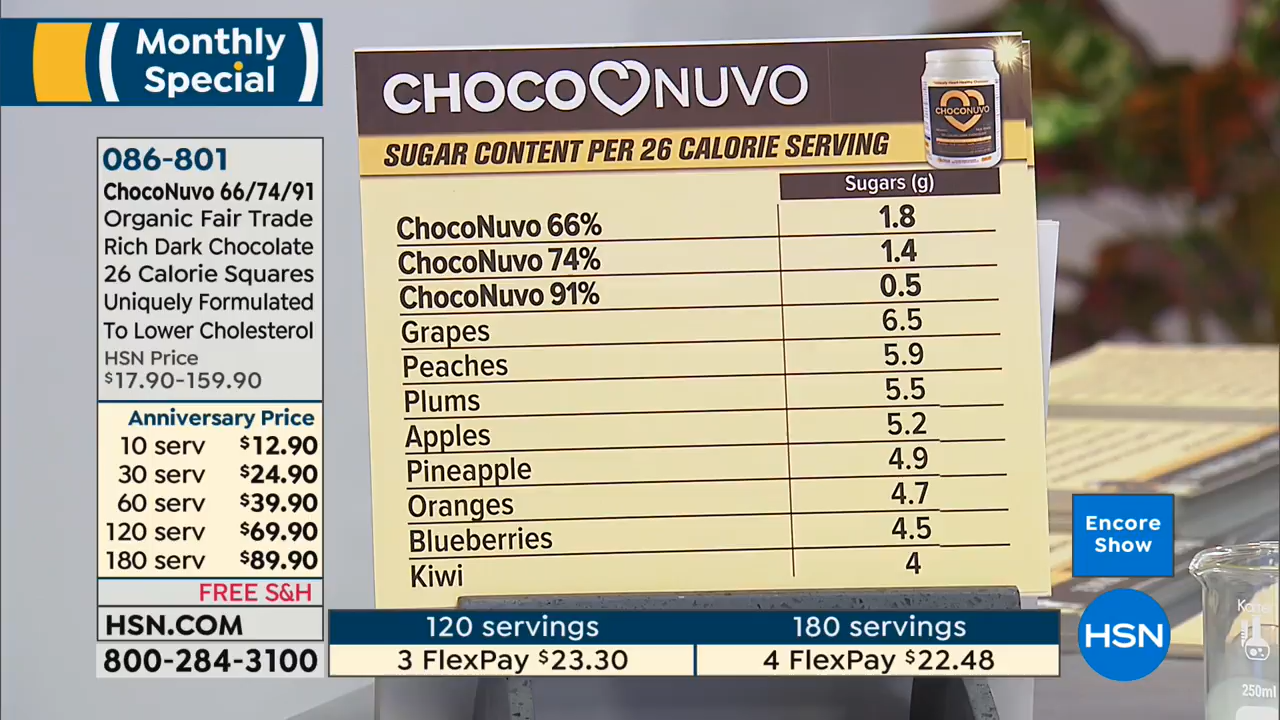 Monthly
Special
086-801
ChocoNuvo 66/74/91
Organic Fair Trade
Rich Dark Chocolate
26 Calorie Squares
Uniquely Formulated
To Lower Cholesterol
HSN Price
$17.90-159.90
Anniversary Price
10 serv $12.90
30 serv $24.90
60 serv $39.90
120 serv $69.90
180 serv $89.90
FREE S&H
HSN.COM
800-284-3100
CHOCO NUVO
CHOCONUVO
SUGAR CONTENT PER 26 CALORIE SERVING
Sugars (g)
ChocoNuvo 66% 1.8
ChocoNuvo 74% 1.4
ChocoNuvo 91% 0.5
Grapes 6.5
Peaches 5.9
Plums 5.5
Apples 5.2
Pineapple 4.9
Oranges 4.7
Blueberries 4.5
Kiwi 4
Encore
Show
HSN
120 servings 180 servings
3 FlexPay $23.30 4 FlexPay $22.48
250ml